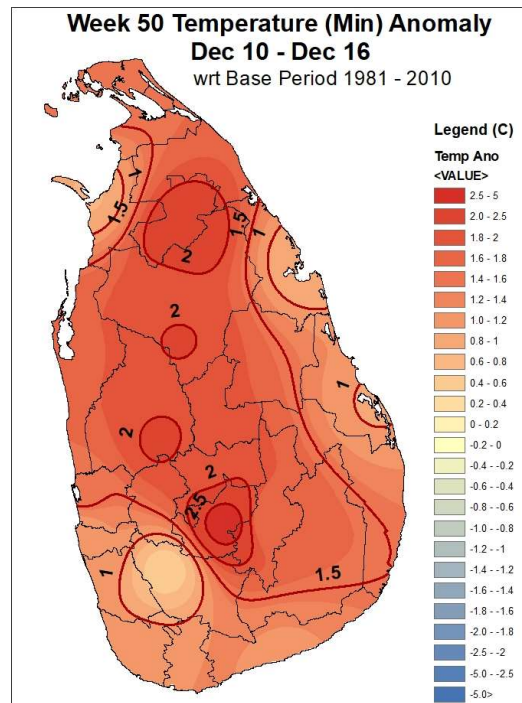 Week 50 Temperature (Min) Anomaly
Dec 10 - Dec 16
wrt Base Period 1981 - 2010
Legend (C)
Temp Ano
<VALUE>
2.5 - 5
2.0 - 2.5
1.8 - 2
1.6 - 1.8
1.4 - 1.6
1.2 - 1.4
1.0 - 1.2
0.8 - 1
0.6 - 0.8
0.4 - 0.6
0.2 - 0.4
0 - 0.2
-0.2 - 0
-0.4 - -0.2
-0.6 - -0.4
-0.8 - -0.6
-1.0 - -0.8
-1.2 - -1
-1.4 - -1.2
-1.6 - -1.4
-1.8 - -1.6
-2.0 - -1.8
-2.5 - -2
-5.0 - -2.5
-5.0>
1
1.5
1.5
1
2
2
1
2
2
2.5
1
1.5